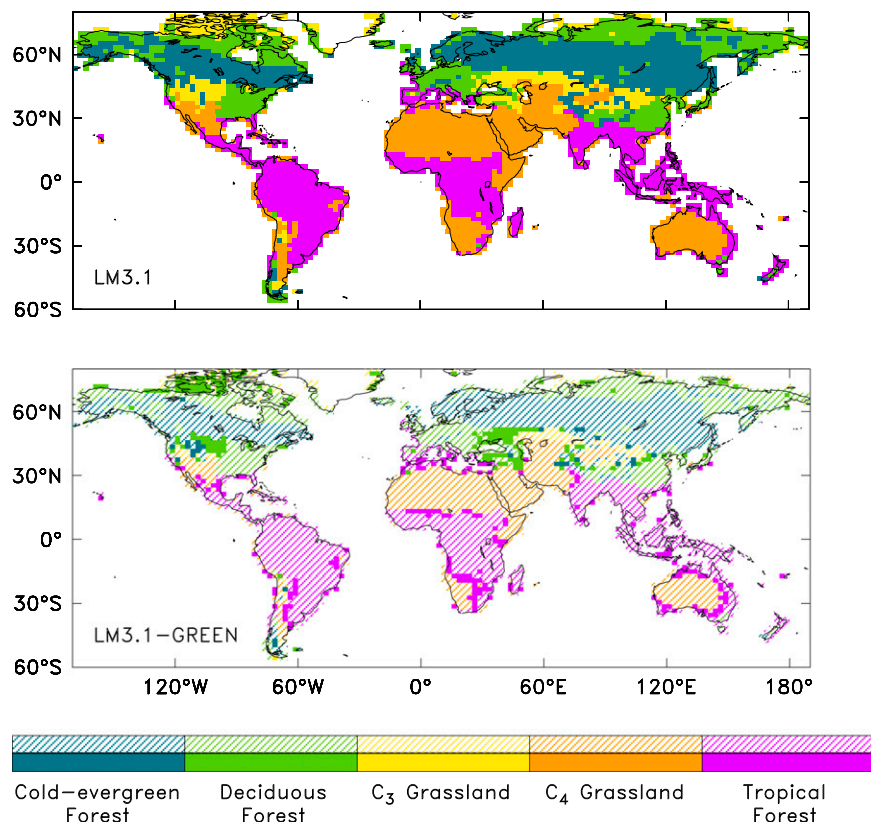 60°N
30°N
0°
30°S
60°S
LM3.1
60°N
30°N
0°
30°S
60°S
LM3.1−GREEN
120°W 60°W 0° 60°E 120°E 180°
Cold−evergreen Forest
Deciduous Forest
C₃ Grassland
C₄ Grassland
Tropical Forest